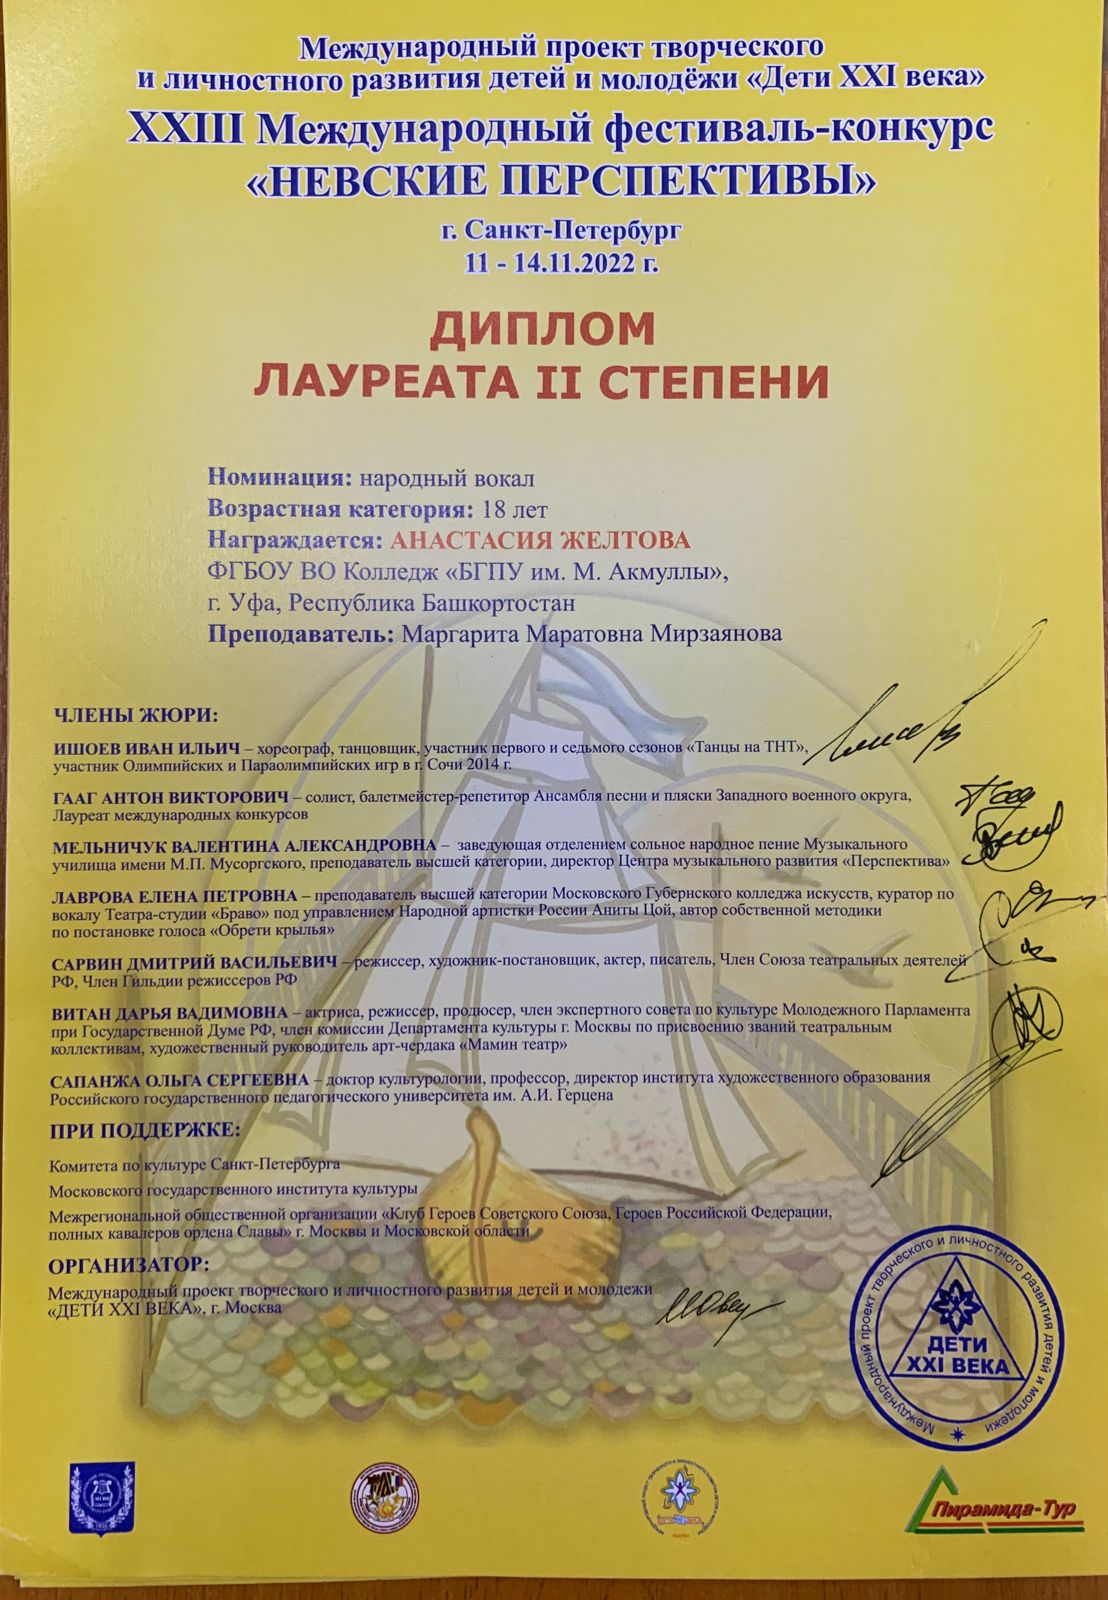 Международный проект творческого
и личностного развития детей и молодёжи «Дети XXI века»
XXIII Международный фестиваль-конкурс
«НЕВСКИЕ ПЕРСПЕКТИВЫ»
г. Санкт-Петербург
11 - 14.11.2022 г.
ДИПЛОМ
ЛАУРЕАТА II СТЕПЕНИ
Номинация: народный вокал
Возрастная категория: 18 лет
Награждается: АНАСТАСИЯ ЖЕЛТОВА
ФГБОУ ВО Колледж «БГПУ им. М. Акмуллы»,
г. Уфа, Республика Башкортостан
Преподаватель: Маргарита Маратовна Мирзаянова
ЧЛЕНЫ ЖЮРИ:
ИШОЕВ ИВАН ИЛЬИЧ – хореограф, танцовщик, участник первого и седьмого сезонов «Танцы на ТНТ»,
участник Олимпийских и Параолимпийских игр в г. Сочи 2014 г.
ГААГ АНТОН ВИКТОРОВИЧ – солист, балетмейстер-репетитор Ансамбля песни и пляски Западного военного округа,
Лауреат международных конкурсов
МЕЛЬНИЧУК ВАЛЕНТИНА АЛЕКСАНДРОВНА – заведующая отделением сольное народное пение Музыкального
училища имени М.П. Мусоргского, преподаватель высшей категории, директор Центра музыкального развития «Перспектива»
ЛАВРОВА ЕЛЕНА ПЕТРОВНА – преподаватель высшей категории Московского Губернского колледжа искусств, куратор по
вокалу Театра-студии «Браво» под управлением Народной артистки России Аниты Цой, автор собственной методики
по постановке голоса «Обрети крылья»
САРВИН ДМИТРИЙ ВАСИЛЬЕВИЧ – режиссер, художник-постановщик, актер, писатель, Член Союза театральных деятелей
РФ, Член Гильдии режиссеров РФ
ВИТАН ДАРЬЯ ВАДИМОВНА – актриса, режиссер, продюсер, член экспертного совета по культуре Молодежного Парламента
при Государственной Думе РФ, член комиссии Департамента культуры г. Москвы по присвоению званий театральным
коллективам, художественный руководитель арт-чердака «Мамин театр»
САПАНЖА ОЛЬГА СЕРГЕЕВНА – доктор культурологии, профессор, директор института художественного образования
Российского государственного педагогического университета им. А.И. Герцена
ПРИ ПОДДЕРЖКЕ:
Комитета по культуре Санкт-Петербурга
Московского государственного института культуры
Межрегиональной общественной организации «Клуб Героев Советского Союза, Героев Российской Федерации,
полных кавалеров ордена Славы» г. Москвы и Московской области
ОРГАНИЗАТОР:
Международный проект творческого и личностного развития детей и молодежи
«ДЕТИ XXI ВЕКА», г. Москва
Международный проект творческого и личностного развития детей и молодежи
ДЕТИ
XXI ВЕКА
Пирамида-Тур